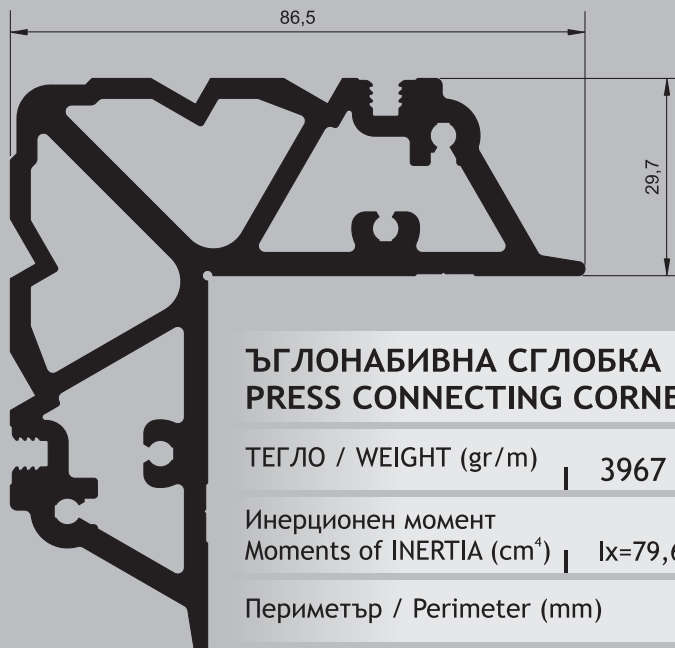 86,5
29,7
ЪГЛОНАБИВНА СГЛОБКА
PRESS CONNECTING CORNE
ТЕГЛО / WEIGHT (gr/m) 3967
Инерционен момент
Moments of INERTIA (cm⁴) Ix=79,6
Периметър / Perimeter (mm)